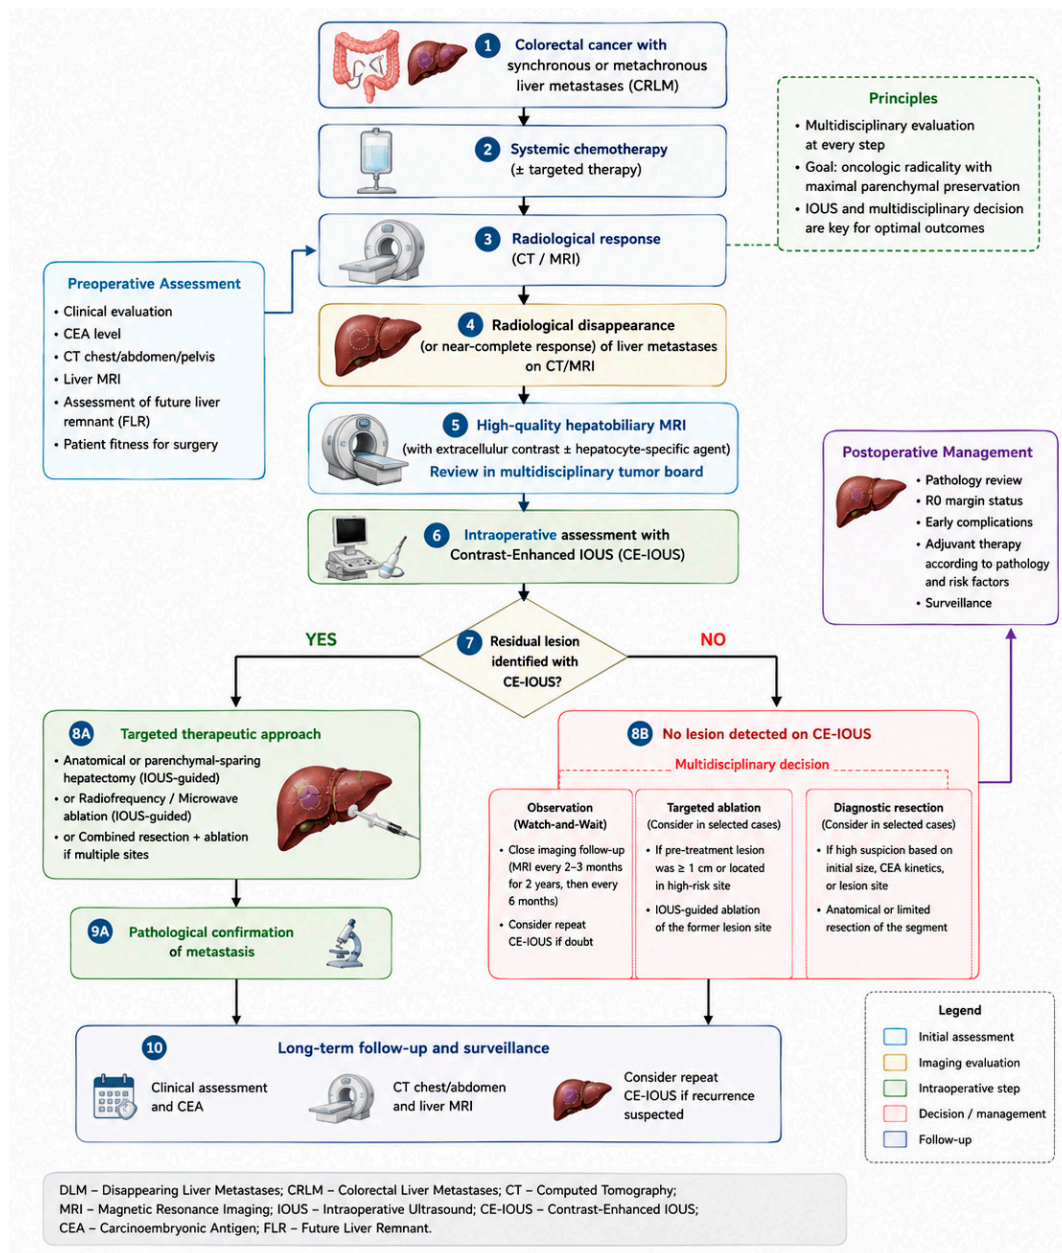 1 Colorectal cancer with
synchronous or metachronous
liver metastases (CRLM)
Principles
• Multidisciplinary evaluation
at every step
• Goal: oncologic radicality with
maximal parenchymal preservation
• IOUS and multidisciplinary decision
are key for optimal outcomes
2 Systemic chemotherapy
(± targeted therapy)
3 Radiological response
(CT / MRI)
Preoperative Assessment
• Clinical evaluation
• CEA level
• CT chest/abdomen/pelvis
• Liver MRI
• Assessment of future liver
remnant (FLR)
• Patient fitness for surgery
4 Radiological disappearance
(or near-complete response) of liver metastases
on CT/MRI
5 High-quality hepatobiliary MRI
(with extracellulur contrast ± hepatocyte-specific agent)
Review in multidisciplinary tumor board
6 Intraoperative assessment with
Contrast-Enhanced IOUS (CE-IOUS)
Postoperative Management
• Pathology review
• R0 margin status
• Early complications
• Adjuvant therapy
according to pathology
and risk factors
• Surveillance
7 Residual lesion
identified with
CE-IOUS?
YES
NO
8A Targeted therapeutic approach
• Anatomical or parenchymal-sparing
hepatectomy (IOUS-guided)
• or Radiofrequency / Microwave
ablation (IOUS-guided)
• or Combined resection + ablation
if multiple sites
9A Pathological confirmation
of metastasis
8B No lesion detected on CE-IOUS
Multidisciplinary decision
Observation
(Watch-and-Wait)
• Close imaging follow-up
(MRI every 2–3 months
for 2 years, then every
6 months)
• Consider repeat
CE-IOUS if doubt
Targeted ablation
(Consider in selected cases)
• If pre-treatment lesion
was ≥ 1 cm or located
in high-risk site
• IOUS-guided ablation
of the former lesion site
Diagnostic resection
(Consider in selected cases)
• If high suspicion based on
initial size, CEA kinetics,
or lesion site
• Anatomical or limited
resection of the segment
10 Long-term follow-up and surveillance
Clinical assessment
and CEA
CT chest/abdomen
and liver MRI
Consider repeat
CE-IOUS if recurrence
suspected
Legend
Initial assessment
Imaging evaluation
Intraoperative step
Decision / management
Follow-up
DLM – Disappearing Liver Metastases; CRLM – Colorectal Liver Metastases; CT – Computed Tomography;
MRI – Magnetic Resonance Imaging; IOUS – Intraoperative Ultrasound; CE-IOUS – Contrast-Enhanced IOUS;
CEA – Carcinoembryonic Antigen; FLR – Future Liver Remnant.